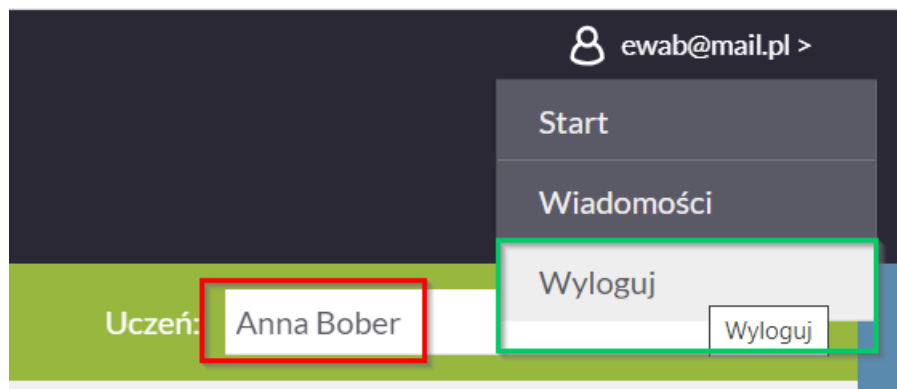 ewab@mail.pl >
Start
Wiadomości
Wyloguj
Uczeń: Anna Bober
Wyloguj